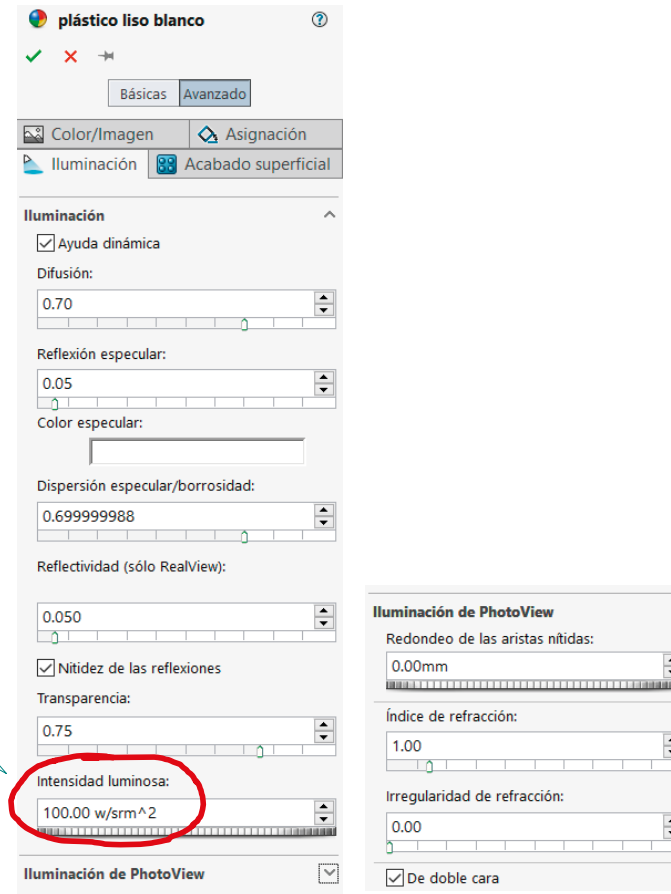 plástico liso blanco
Básicas Avanzado
Color/Imagen Asignación
Iluminación Acabado superficial
Iluminación
Ayuda dinámica
Difusión:
0.70
Reflexión especular:
0.05
Color especular:
Dispersión especular/borrosidad:
0.699999988
Reflectividad (sólo RealView):
0.050
Nitidez de las reflexiones
Transparencia:
0.75
Intensidad luminosa:
100.00 w/srm^2
Iluminación de PhotoView
Iluminación de PhotoView
Redondeo de las aristas nítidas:
0.00mm
Índice de refracción:
1.00
Irregularidad de refracción:
0.00
De doble cara